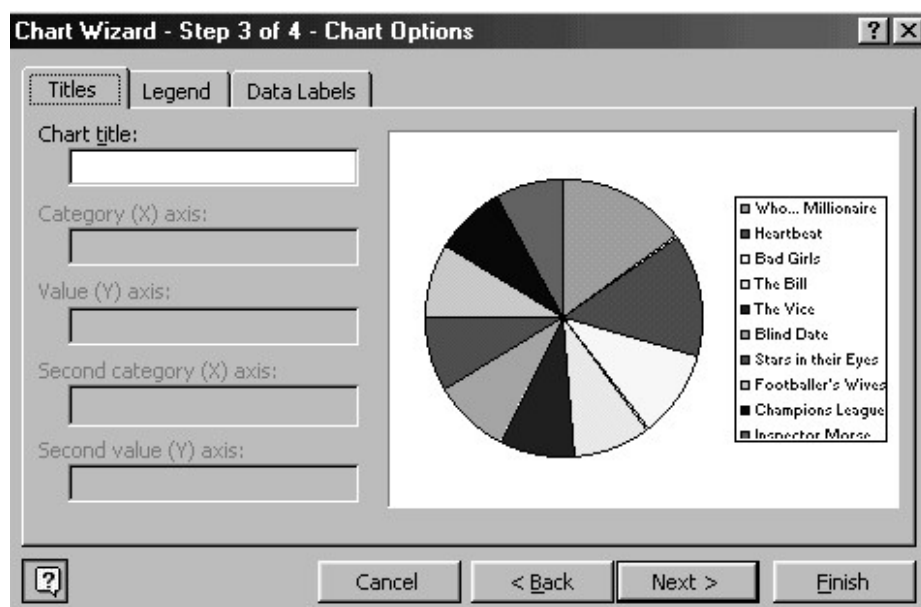 Chart Wizard - Step 3 of 4 - Chart Options
Titles Legend Data Labels
Chart title:
Category (X) axis:
Value (Y) axis:
Second category (X) axis:
Second value (Y) axis:
Who... Millionaire
Heartbeat
Bad Girls
The Bill
The Vice
Blind Date
Stars in their Eyes
Footballer's Wives
Champions League
Inspector Morse
Cancel < Back Next > Finish